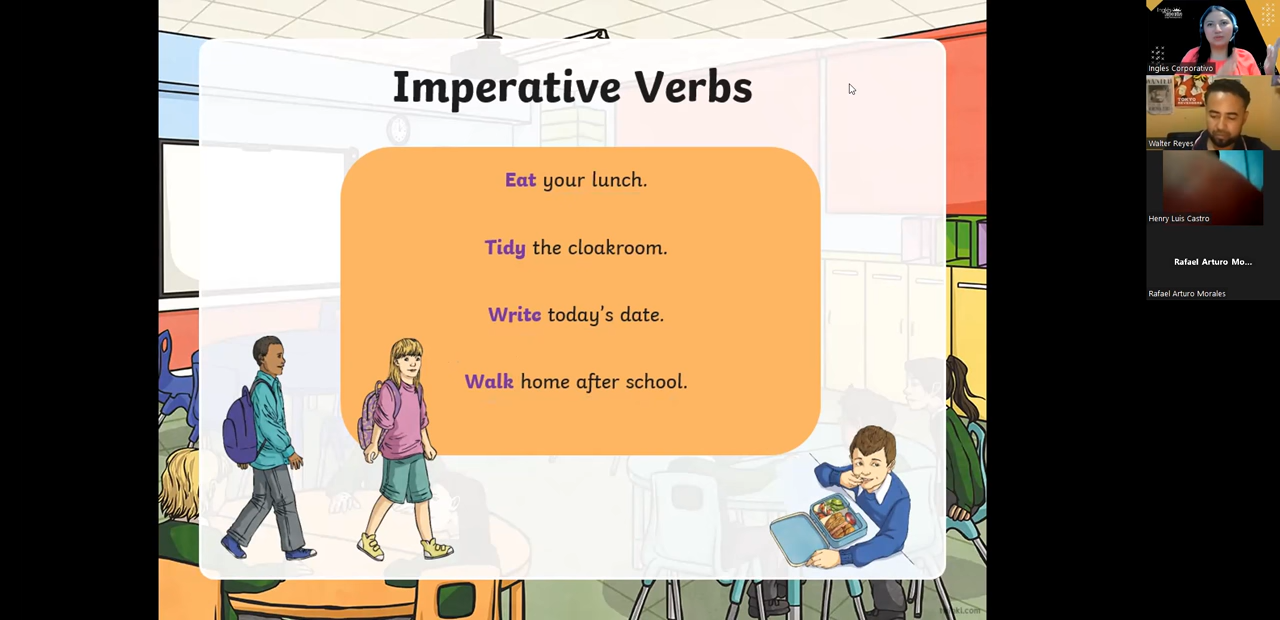 Imperative Verbs
Eat your lunch.
Tidy the cloakroom.
Write today's date.
Walk home after school.
Ingles Corporativo
Walter Reyes
Henry Luis Castro
Rafael Arturo Mo...
Rafael Arturo Morales